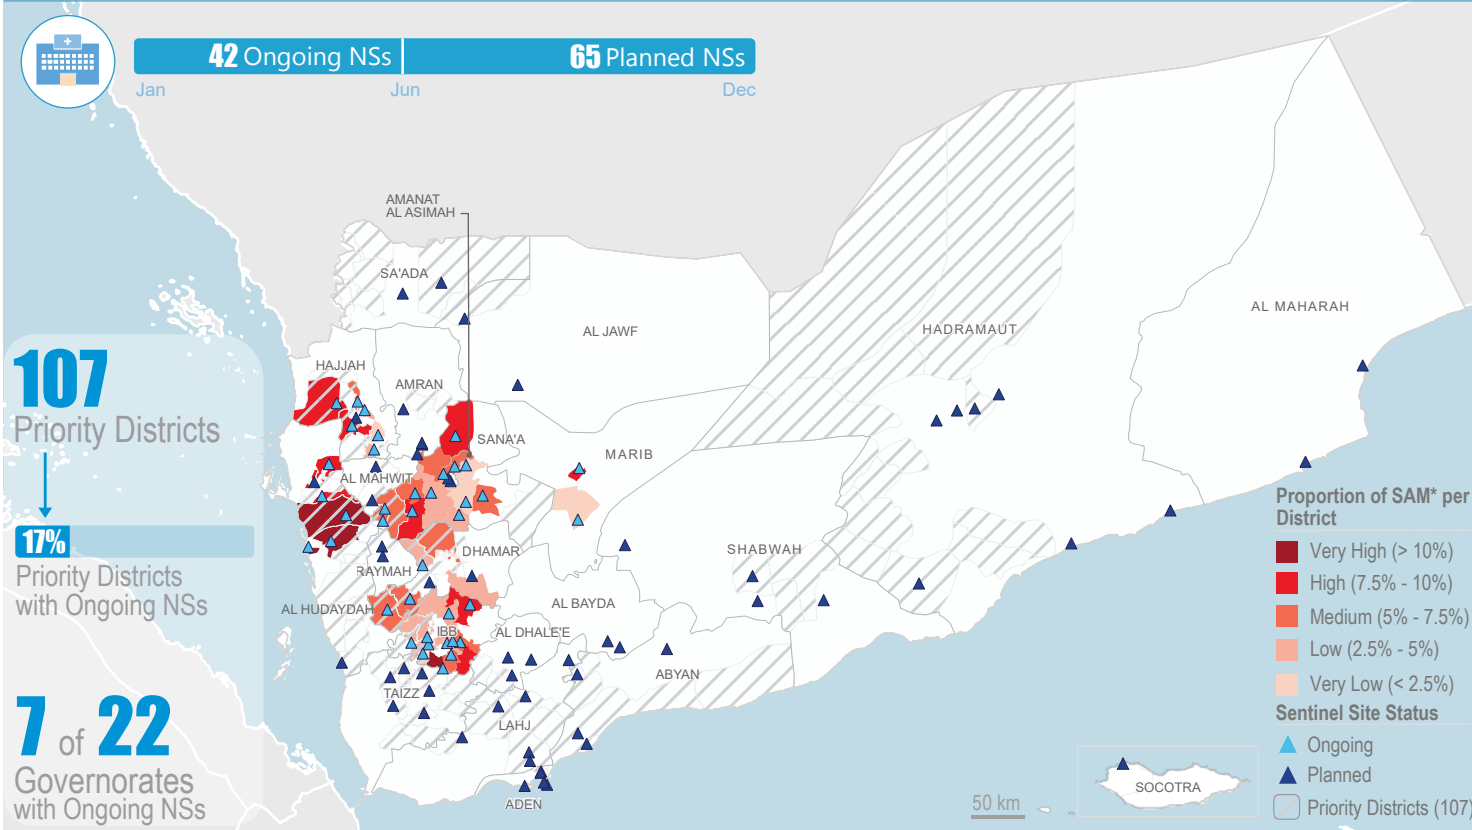 42 Ongoing NSs
65 Planned NSs
Jan
Jun
Dec
AMANAT
AL ASIMAH
SA'ADA
AL JAWF
HADRAMAUT
AL MAHARAH
HAJJAH
AMRAN
SANA'A
MARIB
AL MAHWIT
DHAMAR
RAYMAH
SHABWAH
AL HUDAYDAH
AL BAYDA
IBB
AL DHALE'E
ABYAN
TAIZZ
LAHJ
ADEN
SOCOTRA
50 km
107
Priority Districts
17%
Priority Districts
with Ongoing NSs
7 of 22
Governorates
with Ongoing NSs
Proportion of SAM* per
District
Very High (> 10%)
High (7.5% - 10%)
Medium (5% - 7.5%)
Low (2.5% - 5%)
Very Low (< 2.5%)
Sentinel Site Status
Ongoing
Planned
Priority Districts (107)